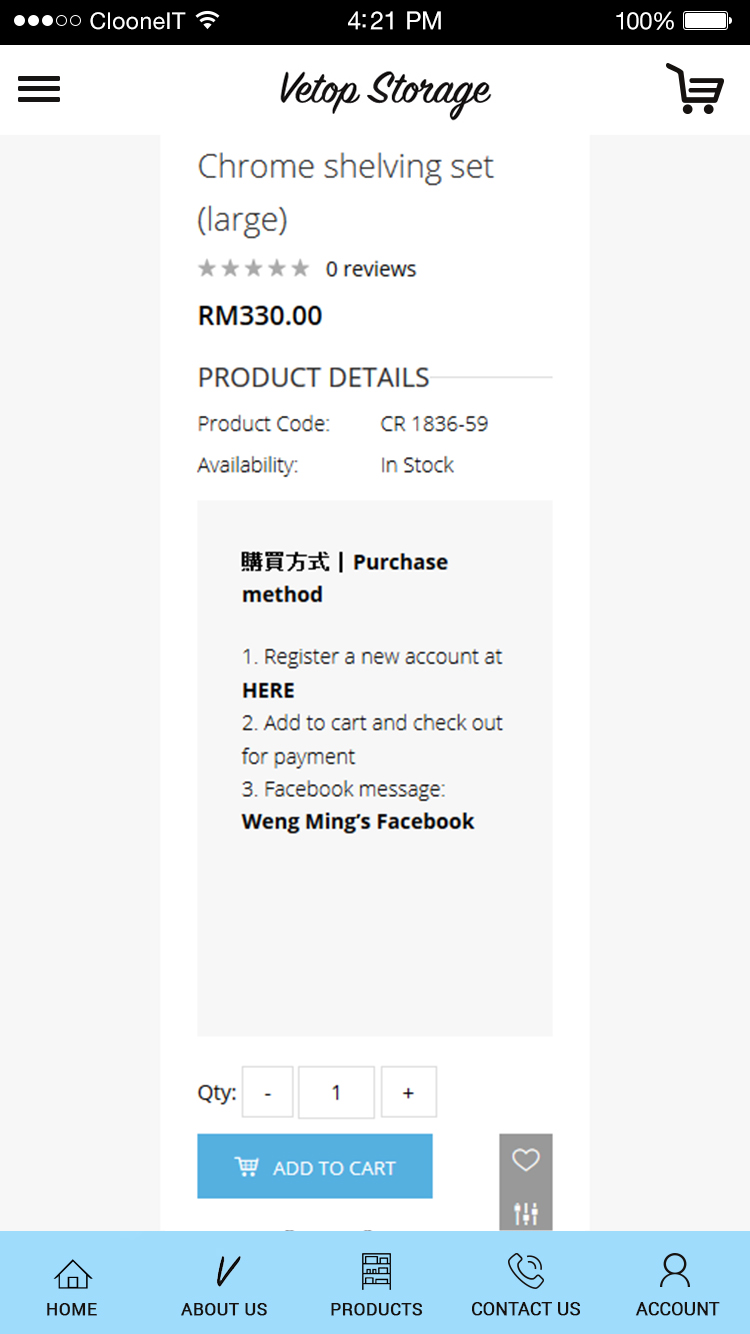 ClooneIT 4:21 PM 100%
Vetop Storage
Chrome shelving set
(large)
0 reviews
RM330.00
PRODUCT DETAILS
Product Code: CR 1836-59
Availability: In Stock
購買方式 | Purchase
method
1. Register a new account at
HERE
2. Add to cart and check out
for payment
3. Facebook message:
Weng Ming’s Facebook
Qty: - 1 +
ADD TO CART
HOME ABOUT US PRODUCTS CONTACT US ACCOUNT